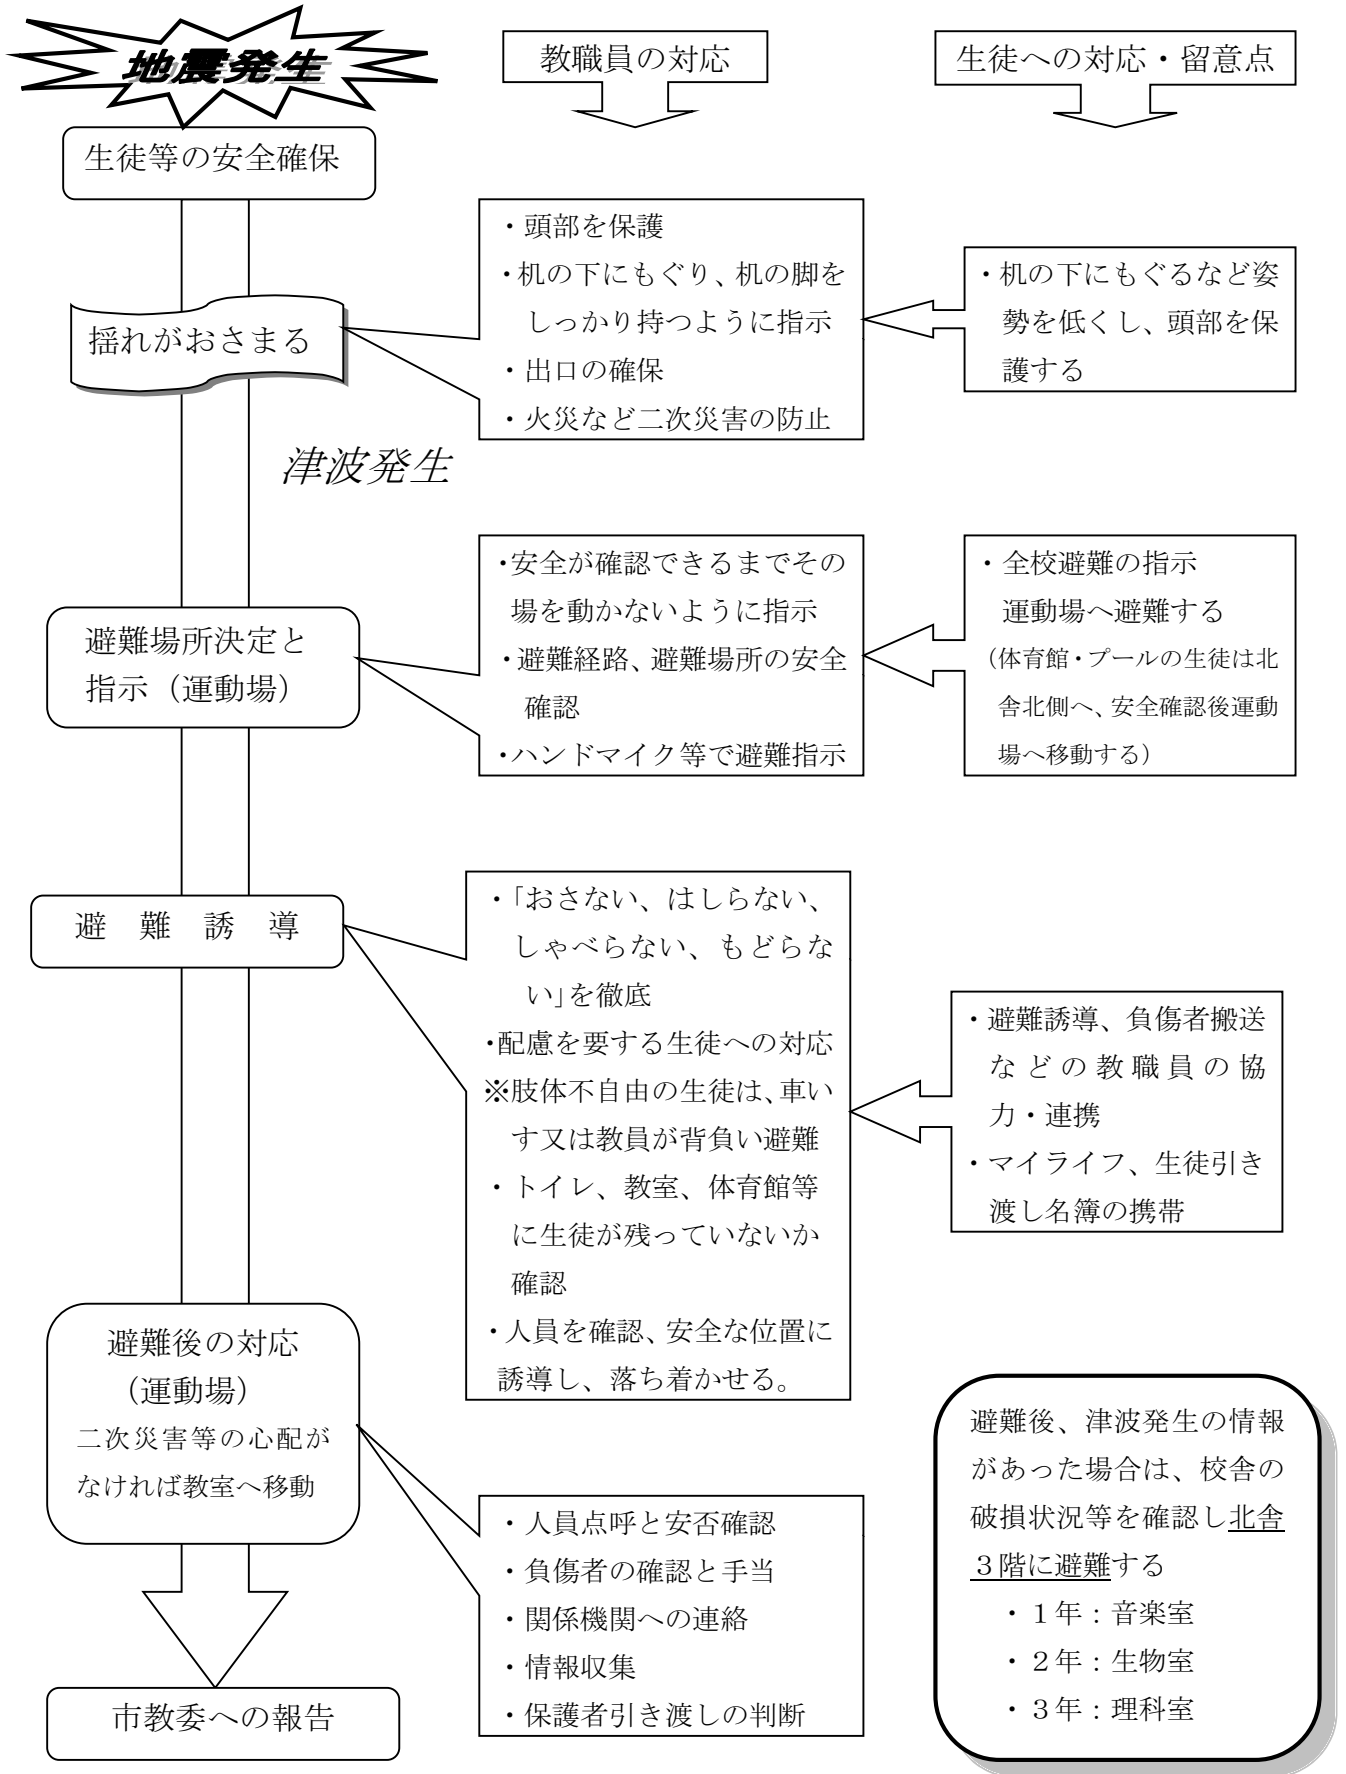 地震発生
教職員の対応
生徒への対応・留意点
生徒等の安全確保
・頭部を保護
・机の下にもぐり、机の脚を
しっかり持つように指示
・出口の確保
・火災など二次災害の防止
・机の下にもぐるなど姿
勢を低くし、頭部を保
護する
揺れがおさまる
津波発生
避難場所決定と
指示（運動場）
・安全が確認できるまでその
場を動かないように指示
・避難経路、避難場所の安全
確認
・ハンドマイク等で避難指示
・全校避難の指示
運動場へ避難する
（体育館・プールの生徒は北
舎北側へ、安全確認後運動
場へ移動する）
避　難　誘　導
・「おさない、はしらない、
しゃべらない、もどらな
い」を徹底
・配慮を要する生徒への対応
※肢体不自由の生徒は、車い
す又は教員が背負い避難
・トイレ、教室、体育館等
に生徒が残っていないか
確認
・人員を確認、安全な位置に
誘導し、落ち着かせる。
・避難誘導、負傷者搬送
などの教職員の協
力・連携
・マイライフ、生徒引き
渡し名簿の携帯
避難後の対応
（運動場）
二次災害等の心配が
なければ教室へ移動
・人員点呼と安否確認
・負傷者の確認と手当
・関係機関への連絡
・情報収集
・保護者引き渡しの判断
避難後、津波発生の情報
があった場合は、校舎の
破損状況等を確認し北舎
３階に避難する
・１年：音楽室
・２年：生物室
・３年：理科室
市教委への報告